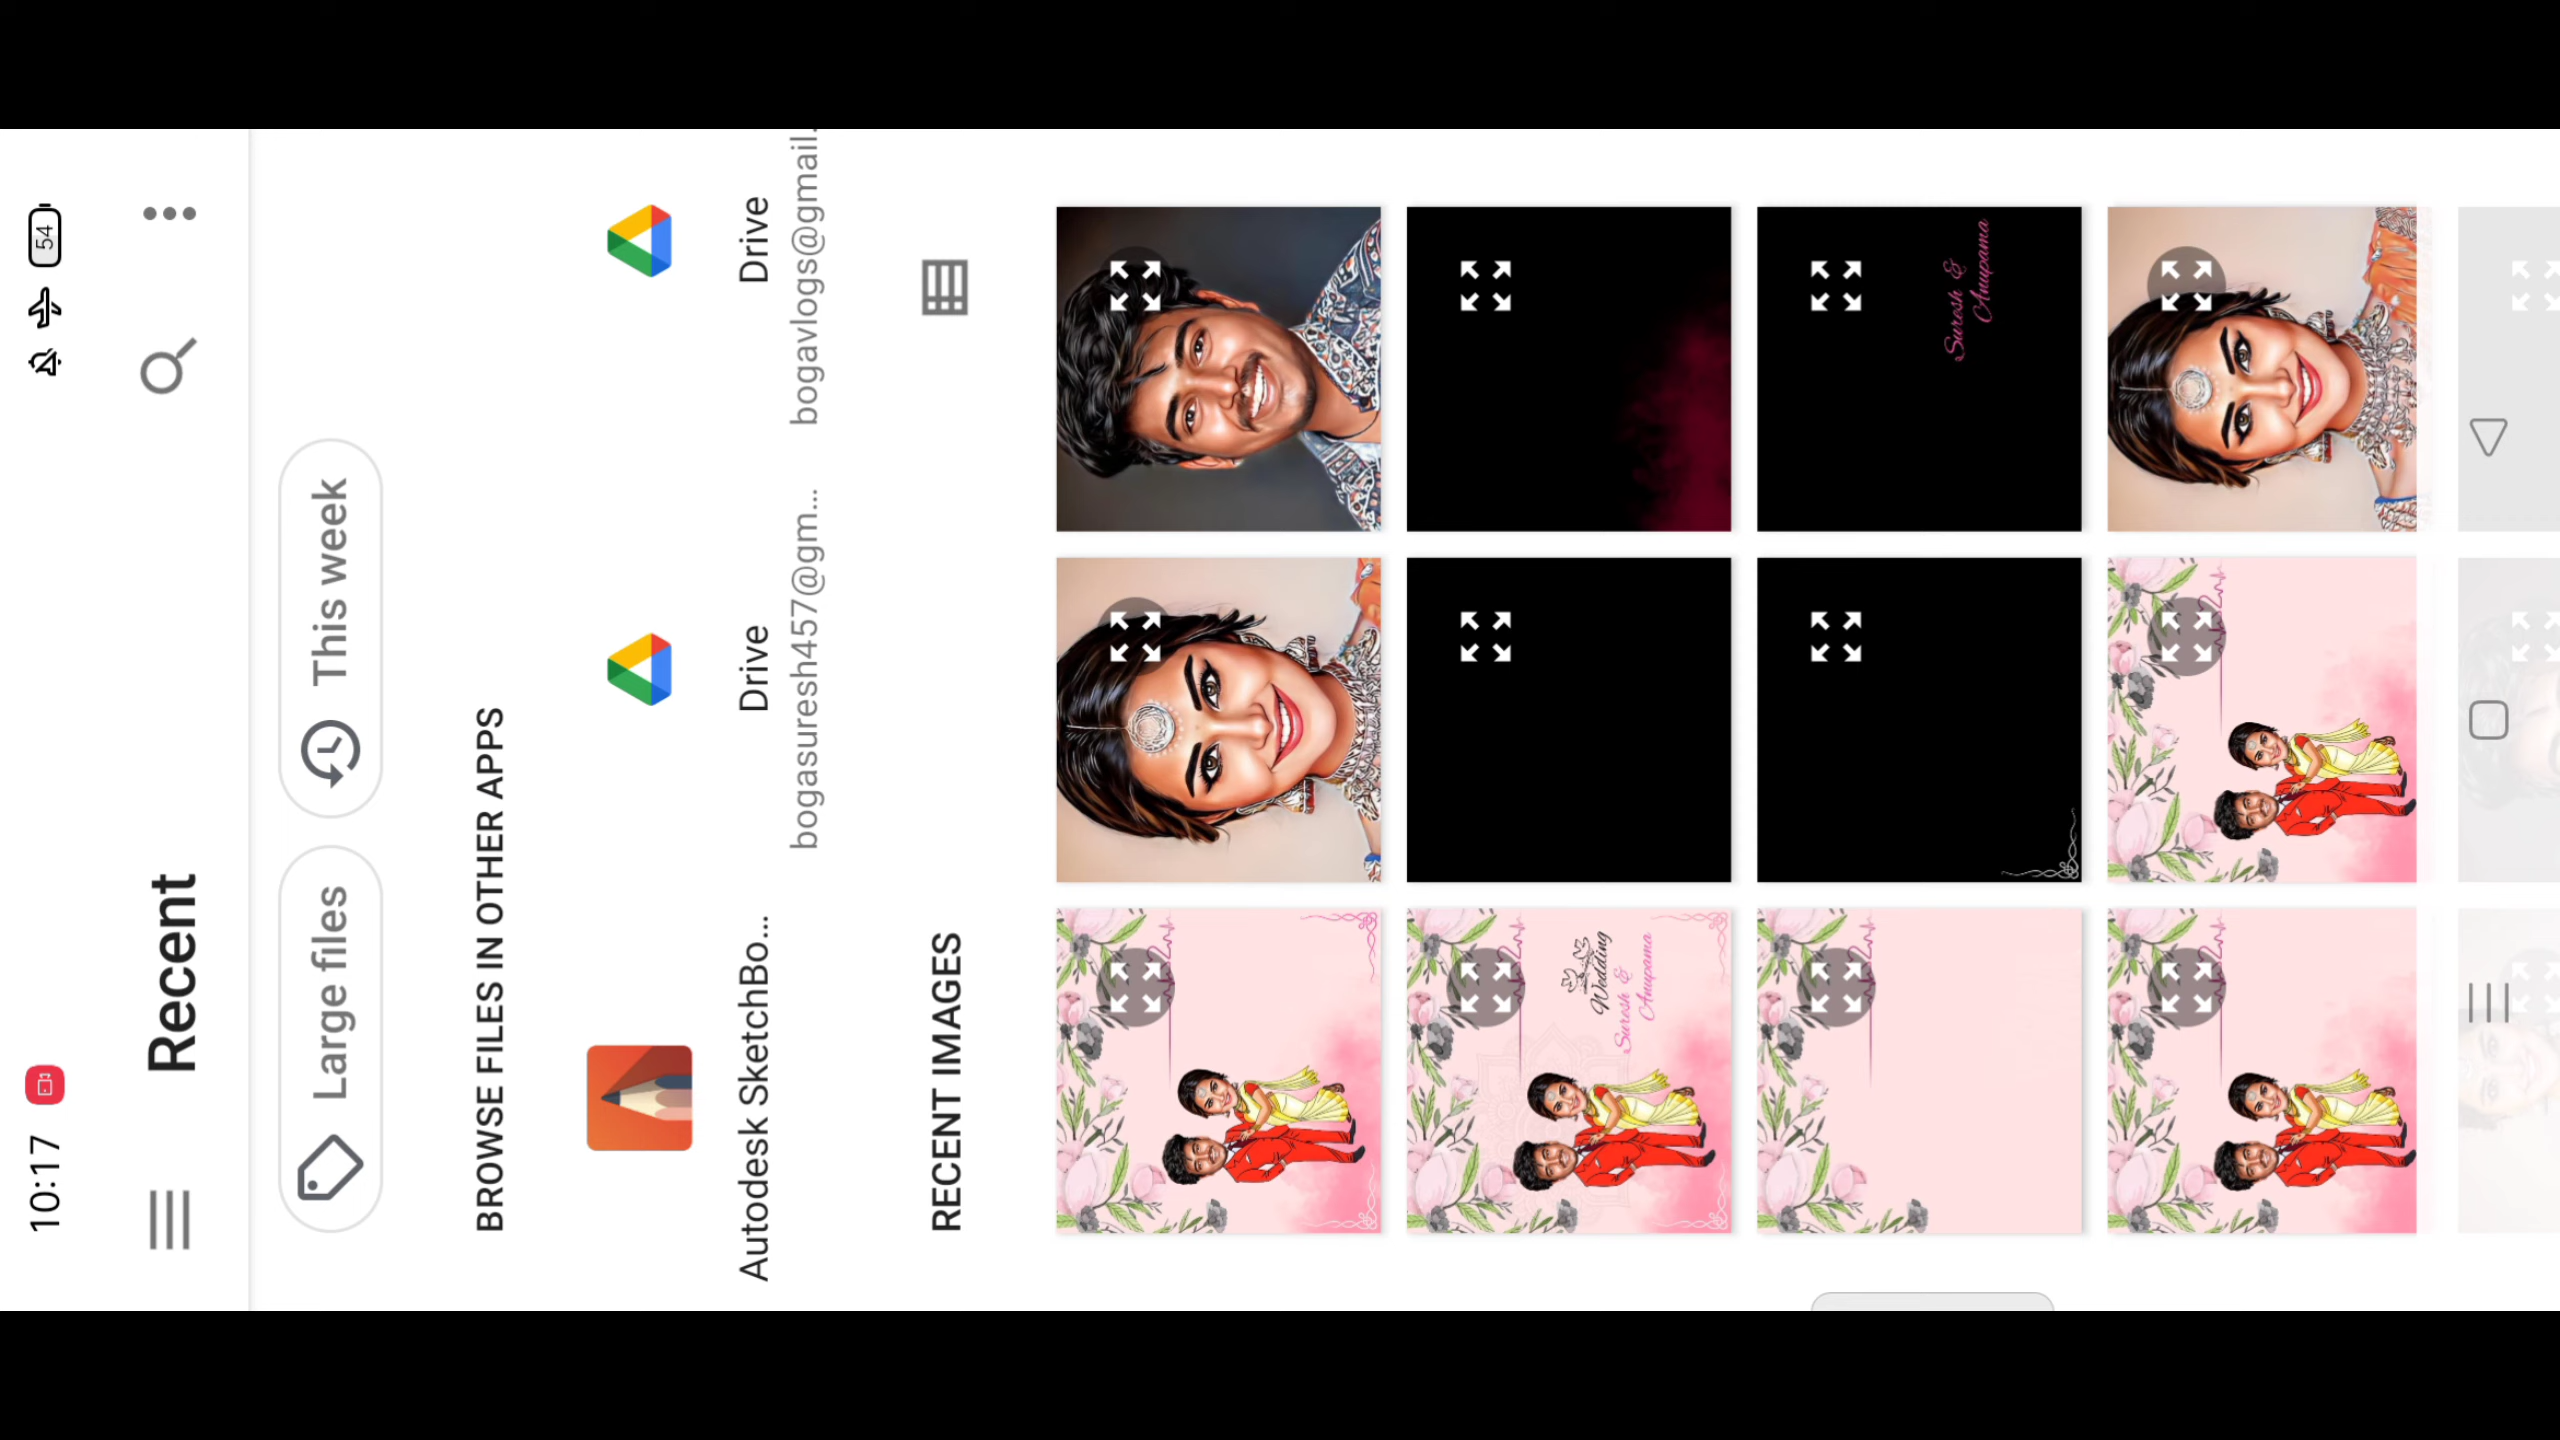 10:17
54
Recent
Large files
This week
BROWSE FILES IN OTHER APPS
Autodesk SketchBo...
Drive
bogasuresh457@gm...
Drive
bogavlogs@gmail.
RECENT IMAGES
Wedding
Suresh &
Anupama
Suresh &
Anupama